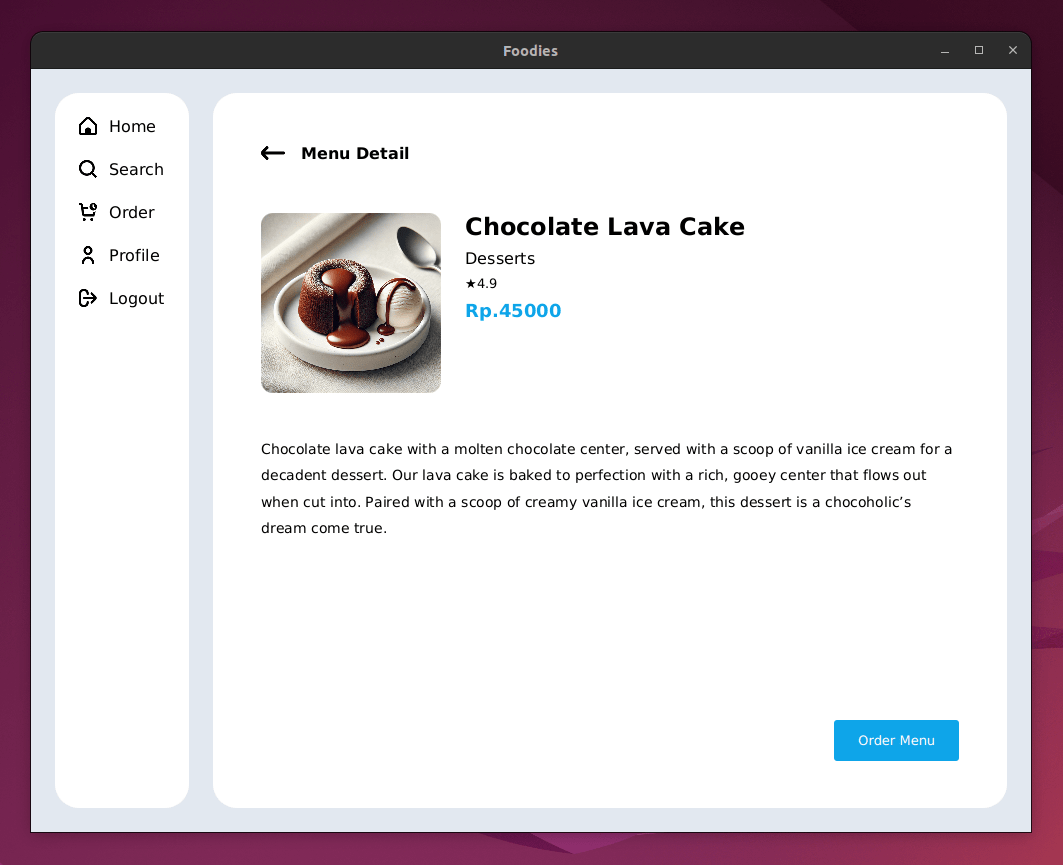 Foodies
Home
Search
Order
Profile
Logout
Menu Detail
Chocolate Lava Cake
Desserts
★4.9
Rp.45000
Chocolate lava cake with a molten chocolate center, served with a scoop of vanilla ice cream for a
decadent dessert. Our lava cake is baked to perfection with a rich, gooey center that flows out
when cut into. Paired with a scoop of creamy vanilla ice cream, this dessert is a chocoholic’s
dream come true.
Order Menu